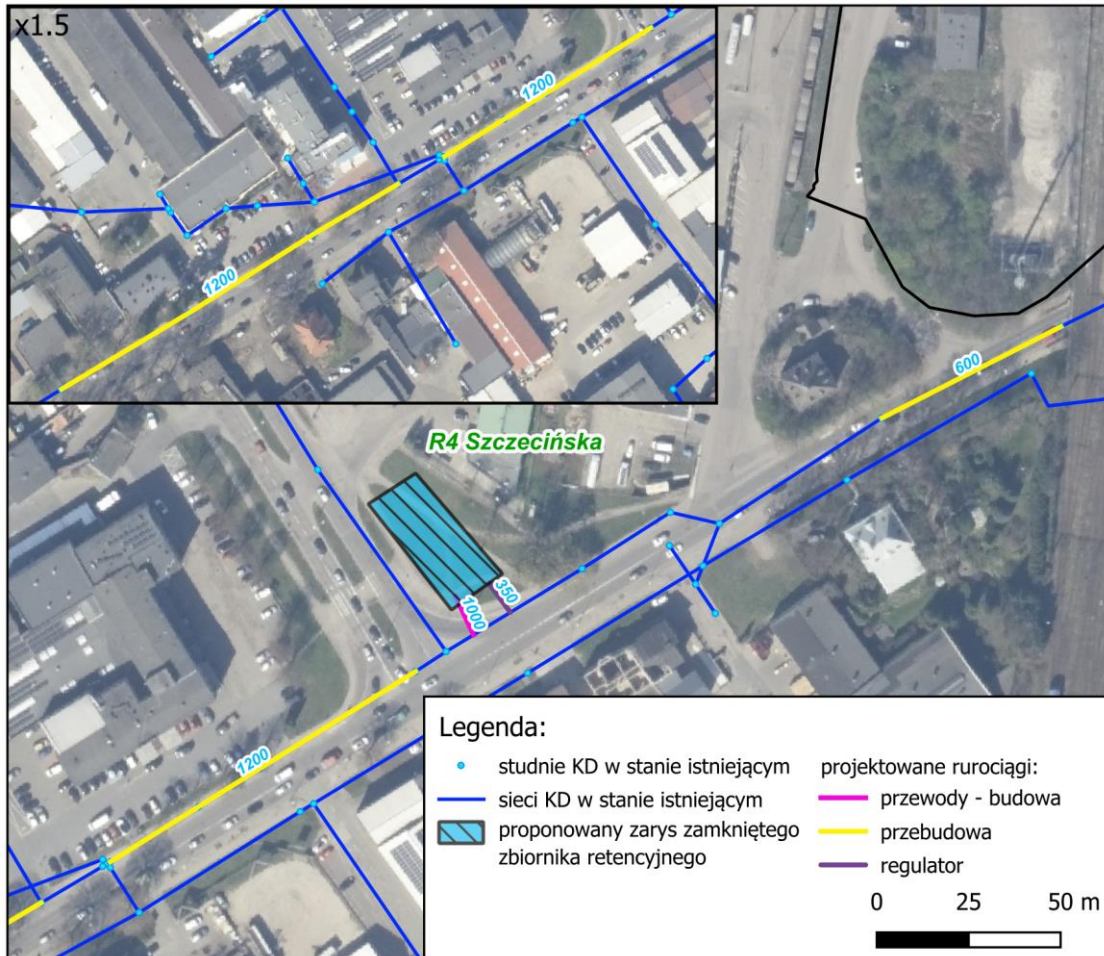 x1.5
1200
1200
600
R4 Szczecińska
350
1000
1200
Legenda:
studnie KD w stanie istniejącym
sieci KD w stanie istniejącym
proponowany zarys zamkniętego
zbiornika retencyjnego
projektowane rurociągi:
przewody - budowa
przebudowa
regulator
0 25 50 m